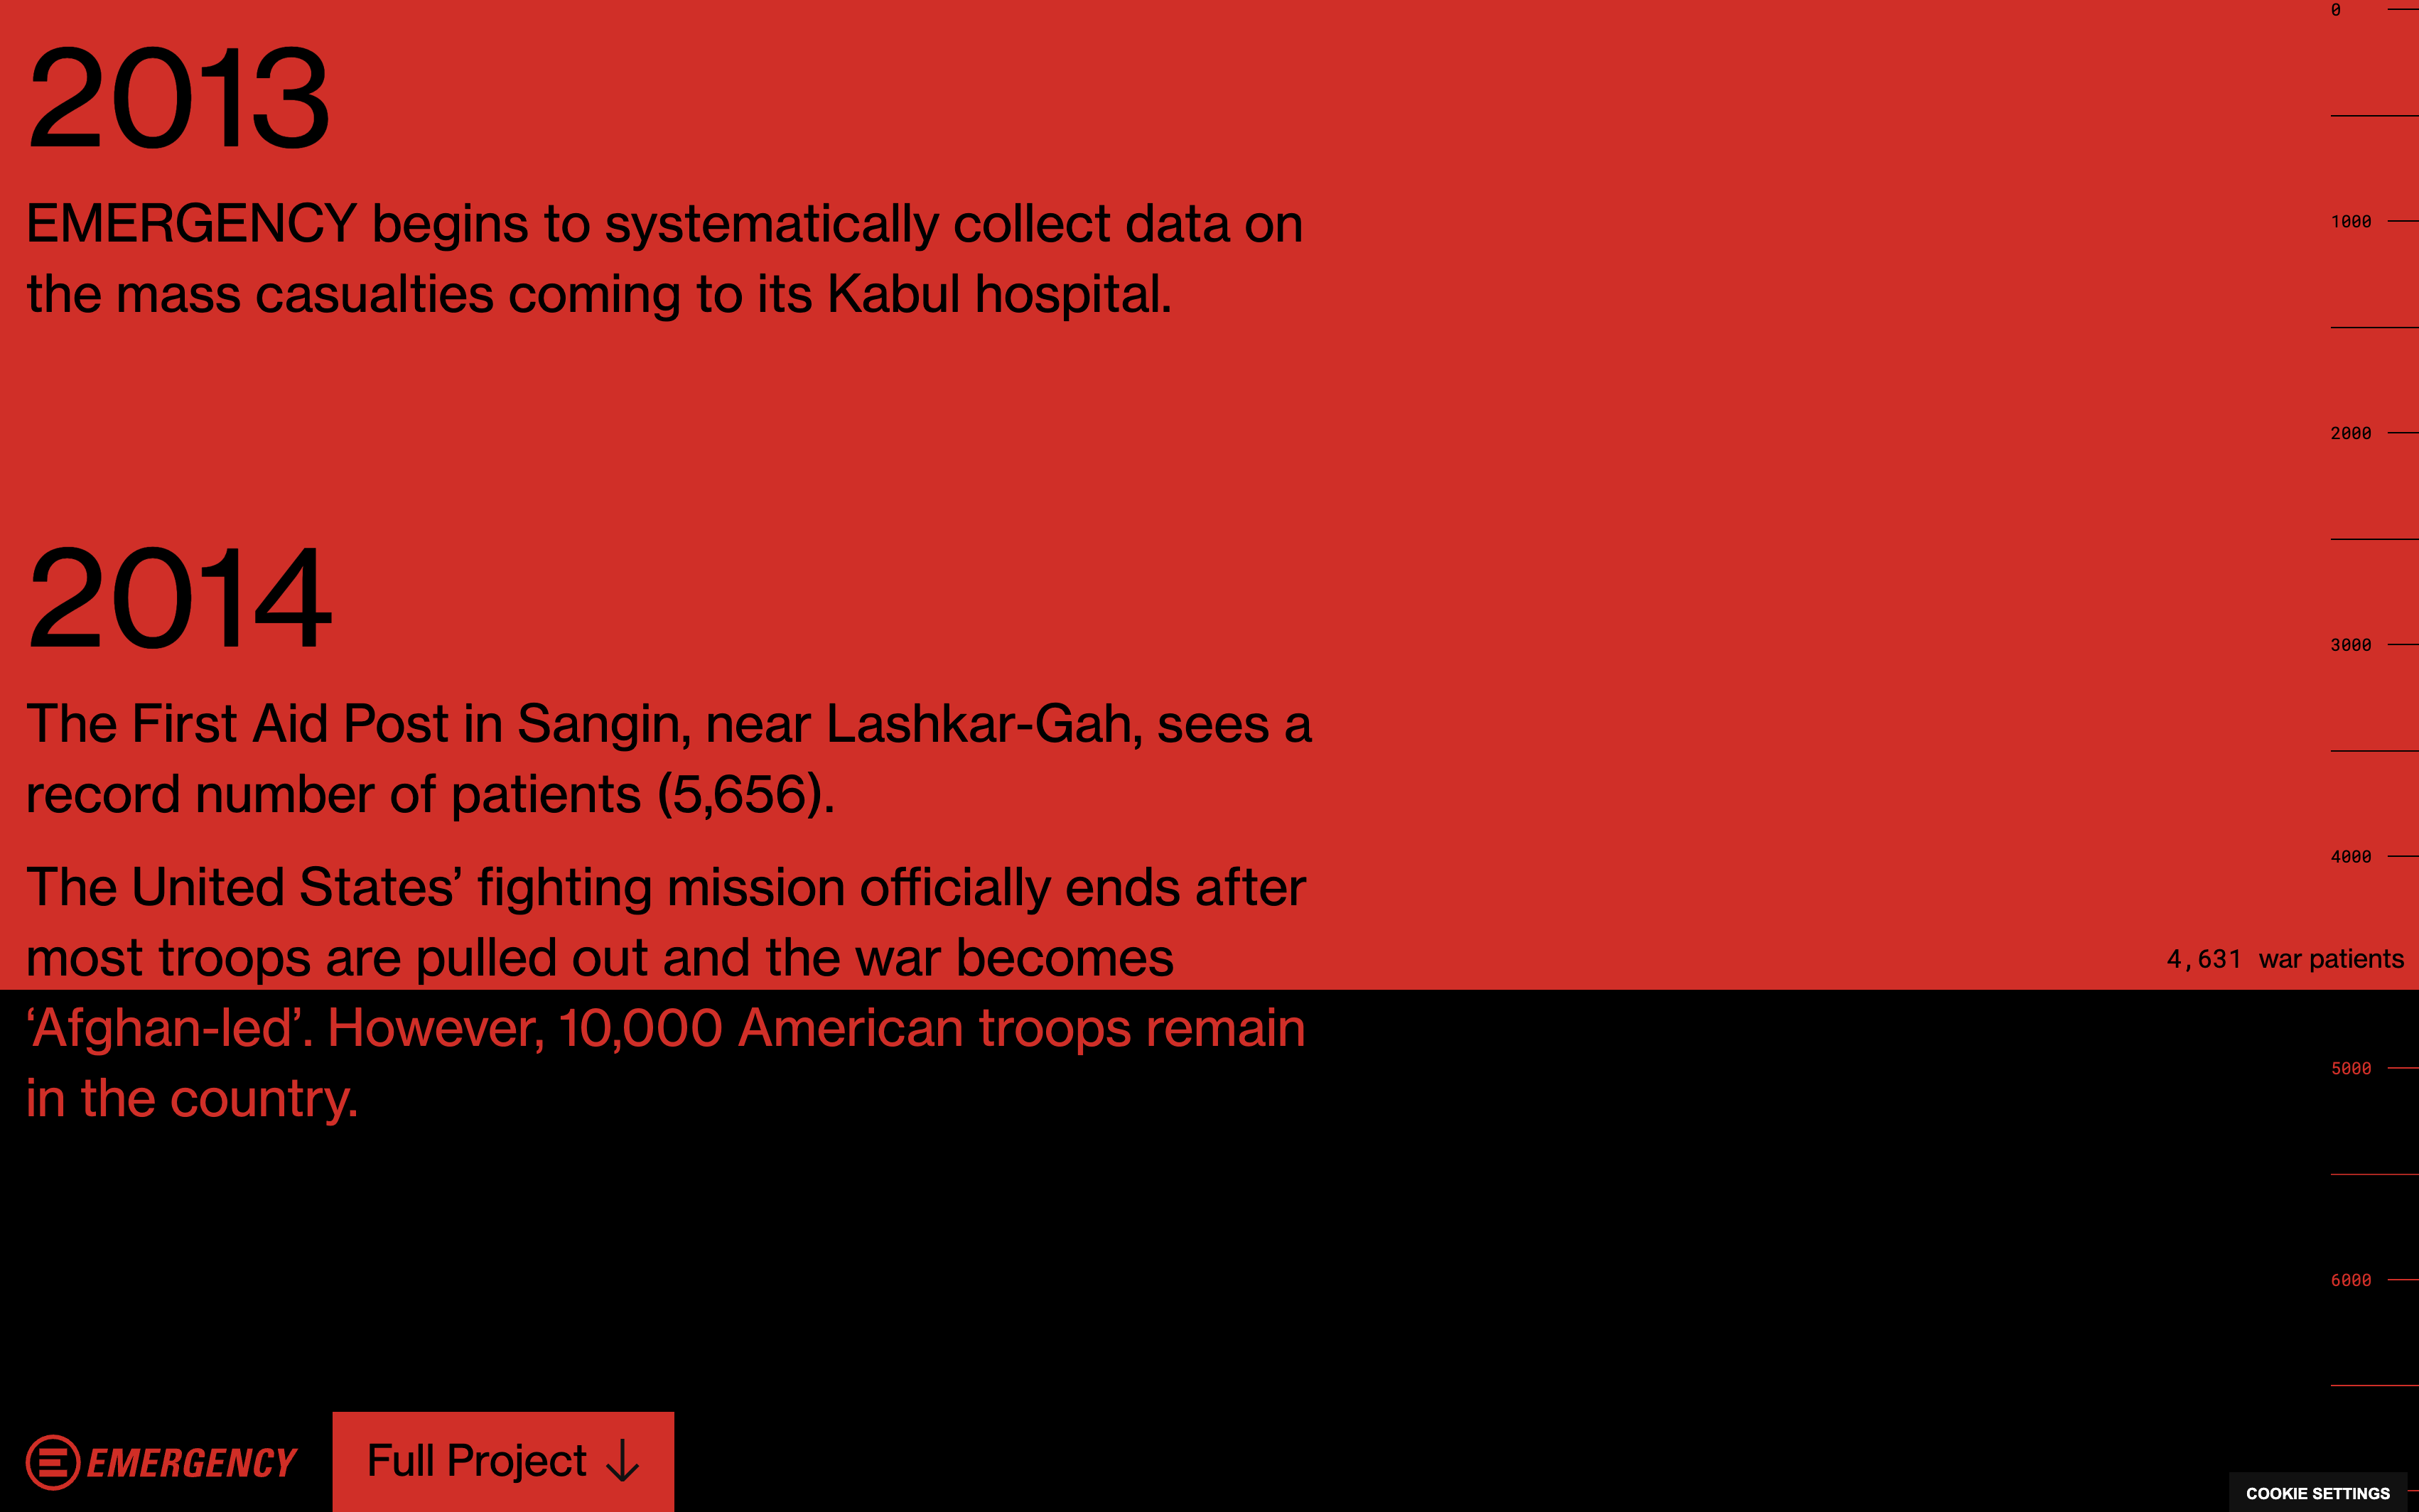 2013
EMERGENCY begins to systematically collect data on
the mass casualties coming to its Kabul hospital.
2014
The First Aid Post in Sangin, near Lashkar-Gah, sees a
record number of patients (5,656).
The United States’ fighting mission officially ends after
most troops are pulled out and the war becomes
‘Afghan-led’. However, 10,000 American troops remain
in the country.
0
1000
2000
3000
4000
4,631 war patients
5000
6000
EMERGENCY
Full Project ↓
COOKIE SETTINGS